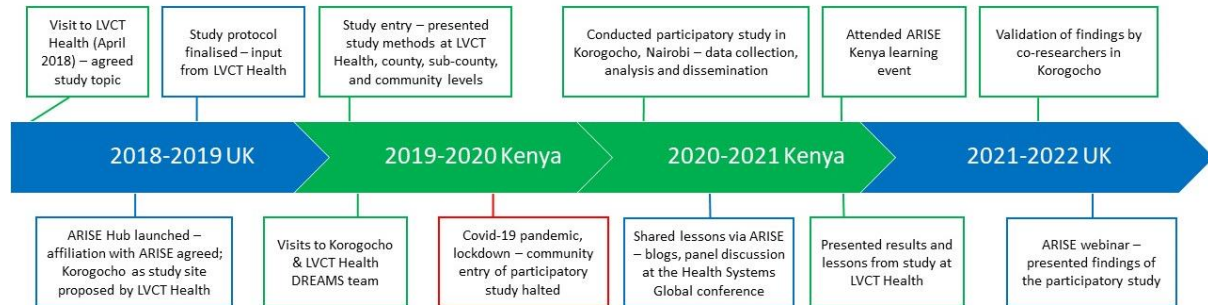 Visit to LVCT
Health (April
2018) – agreed
study topic
Study protocol
finalised – input
from LVCT Health
Study entry – presented
study methods at LVCT
Health, county, sub-county,
and community levels
Conducted participatory study in
Korogocho, Nairobi – data collection,
analysis and dissemination
Attended ARISE
Kenya learning
event
Validation of findings by
co-researchers in
Korogocho
2018-2019 UK
2019-2020 Kenya
2020-2021 Kenya
2021-2022 UK
ARISE Hub launched –
affiliation with ARISE agreed;
Korogocho as study site
proposed by LVCT Health
Visits to Korogocho
& LVCT Health
DREAMS team
Covid-19 pandemic,
lockdown – community
entry of participatory
study halted
Shared lessons via ARISE
– blogs, panel discussion
at the Health Systems
Global conference
Presented results and
lessons from study at
LVCT Health
ARISE webinar –
presented findings of
the participatory study